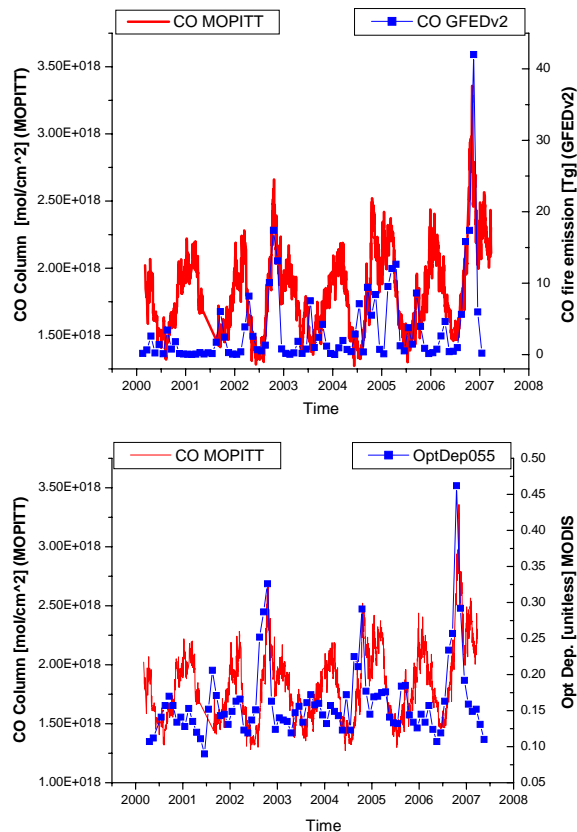 CO MOPITT
CO GFEDv2
CO Column [mol/cm^2] (MOPITT)
3.50E+018
3.00E+018
2.50E+018
2.00E+018
1.50E+018
40
30
20
10
0
CO fire emission [Tg] (GFEDv2)
2000 2001 2002 2003 2004 2005 2006 2007 2008
Time
CO MOPITT
OptDep055
CO Column [mol/cm^2] (MOPITT)
3.50E+018
3.00E+018
2.50E+018
2.00E+018
1.50E+018
1.00E+018
0.50
0.45
0.40
0.35
0.30
0.25
0.20
0.15
0.10
0.05
Opt Dep. [unitless] MODIS
2000 2001 2002 2003 2004 2005 2006 2007 2008
Time